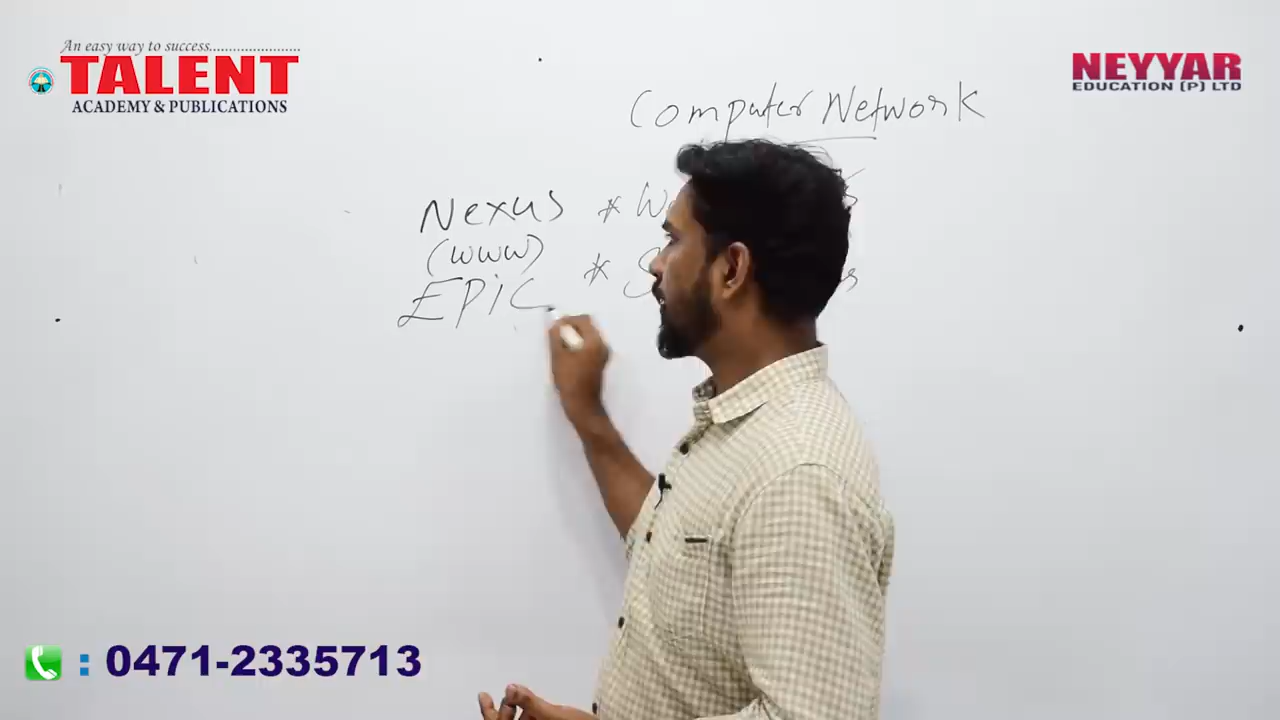 An easy way to success......................
TALENT
ACADEMY & PUBLICATIONS
NEYYAR
EDUCATION (P) LTD
Computer Network
Nexus *
(WWW)
EPIC *
: 0471-2335713